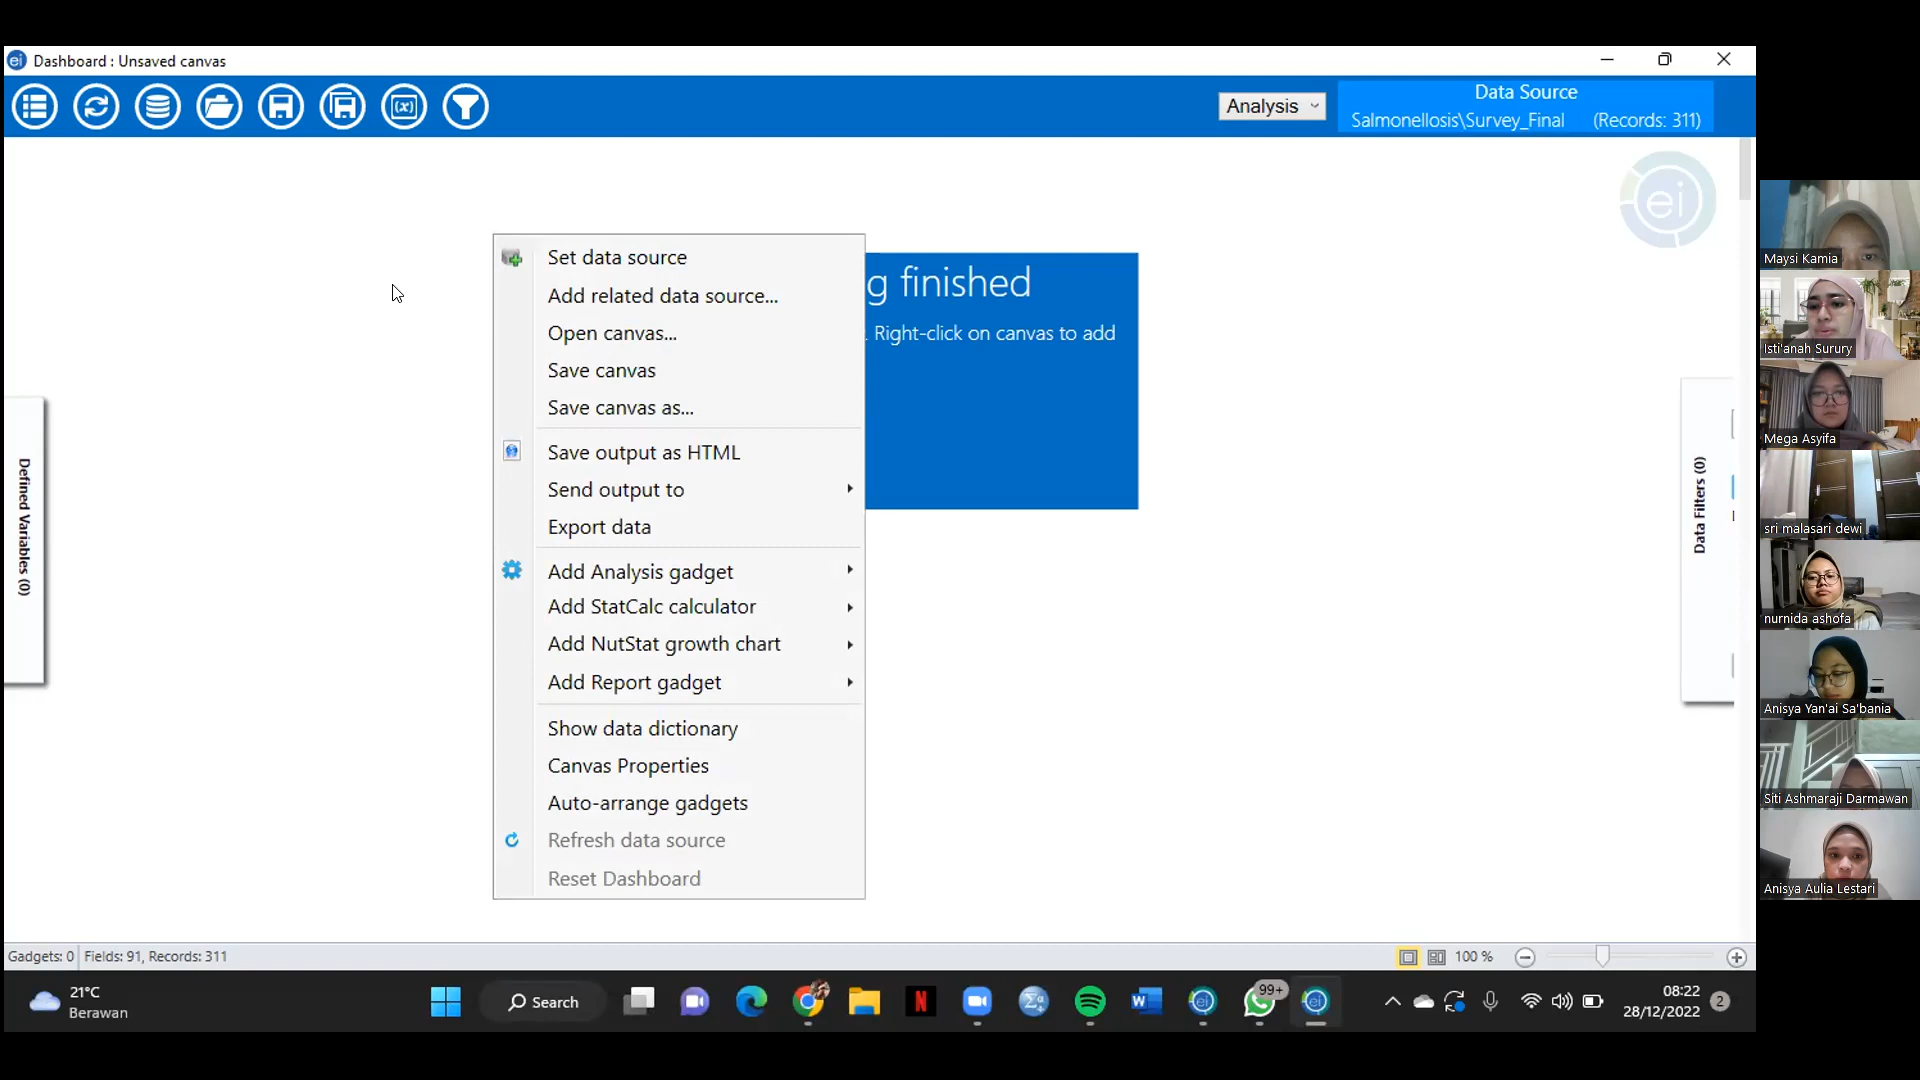 ei Dashboard : Unsaved canvas
Analysis
Data Source
Salmonellosis\Survey_Final (Records: 311)
ei
Set data source
Add related data source...
Open canvas...
Save canvas
Save canvas as...
Save output as HTML
Send output to
Export data
Add Analysis gadget
Add StatCalc calculator
Add NutStat growth chart
Add Report gadget
Show data dictionary
Canvas Properties
Auto-arrange gadgets
Refresh data source
Reset Dashboard
g finished
. Right-click on canvas to add
Defined Variables (0)
Data Filters (0)
Maysi Kamia
Isti'anah Surury
Mega Asyifa
sri malasari dewi
nurnida ashofa
Anisya Yan'ai Sa'bania
Siti Ashmaraji Darmawan
Anisya Aulia Lestari
Gadgets: 0 Fields: 91, Records: 311
100 %
21°C
Berawan
Search
99+
08:22
28/12/2022
2